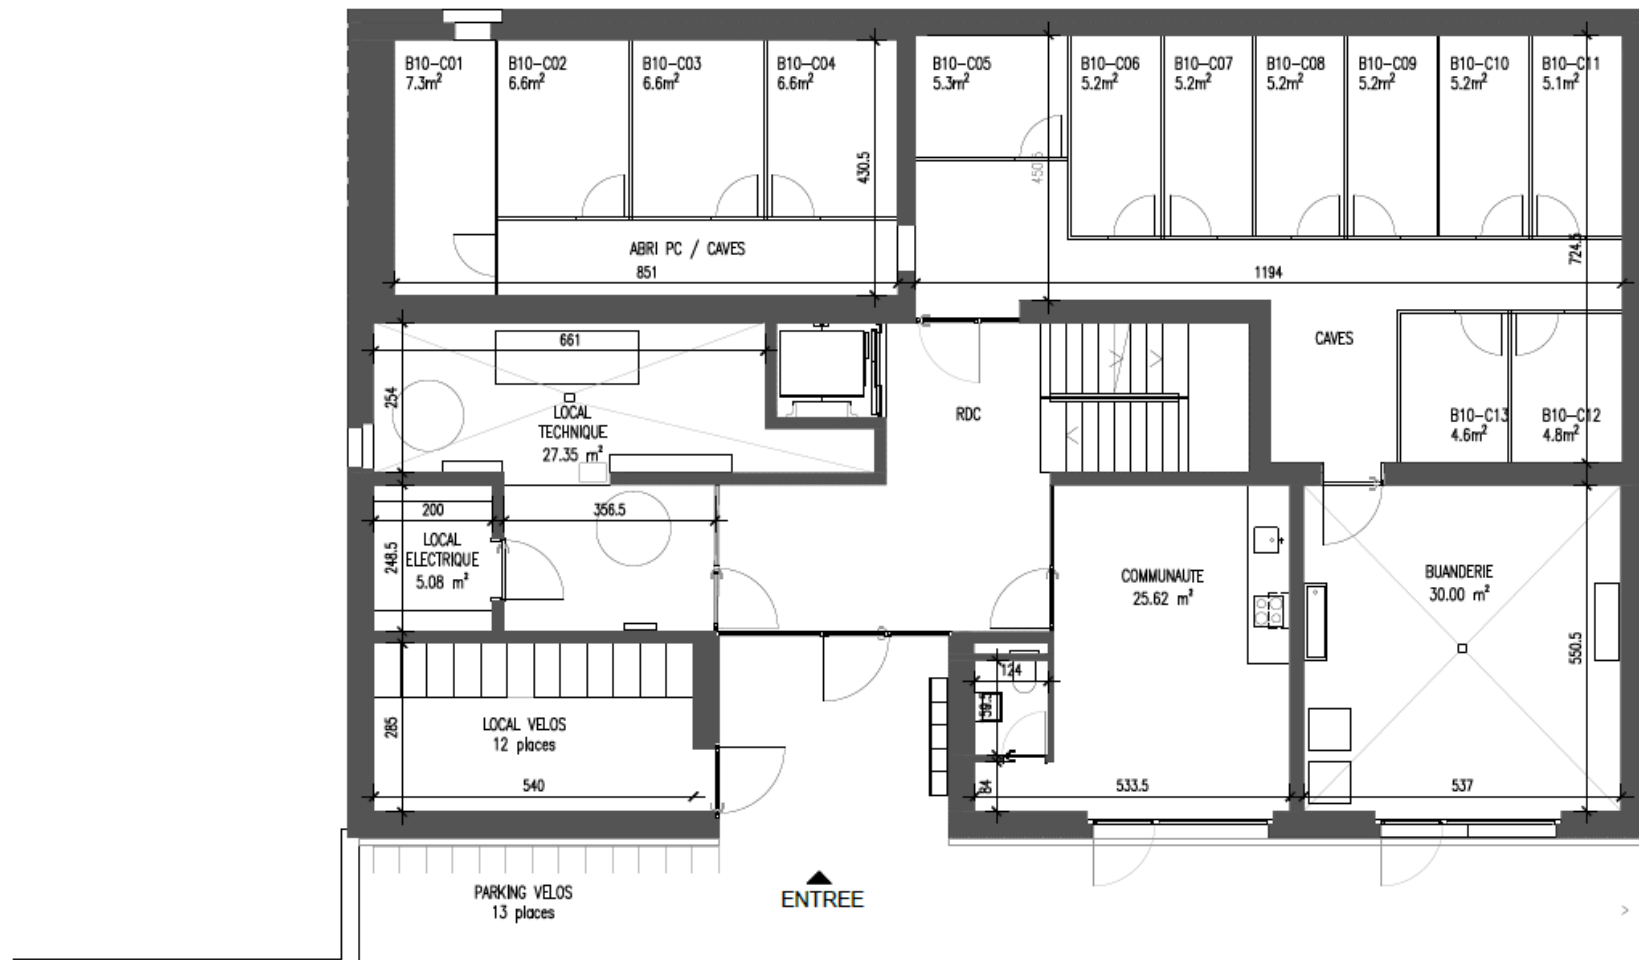 B10-C01
7.3m²
B10-C02
6.6m²
B10-C03
6.6m²
B10-C04
6.6m²
B10-C05
5.3m²
B10-C06
5.2m²
B10-C07
5.2m²
B10-C08
5.2m²
B10-C09
5.2m²
B10-C10
5.2m²
B10-C11
5.1m²
430.5
450.5
724.5
ABRI PC / CAVES
851
1194
661
254
LOCAL
TECHNIQUE
27.35 m²
RDC
CAVES
B10-C13
4.6m²
B10-C12
4.8m²
200
356.5
248.5
LOCAL
ELECTRIQUE
5.08 m²
COMMUNAUTE
25.62 m²
BUANDERIE
30.00 m²
550.5
124
285
LOCAL VELOS
12 places
540
84
533.5
537
PARKING VELOS
13 places
ENTREE